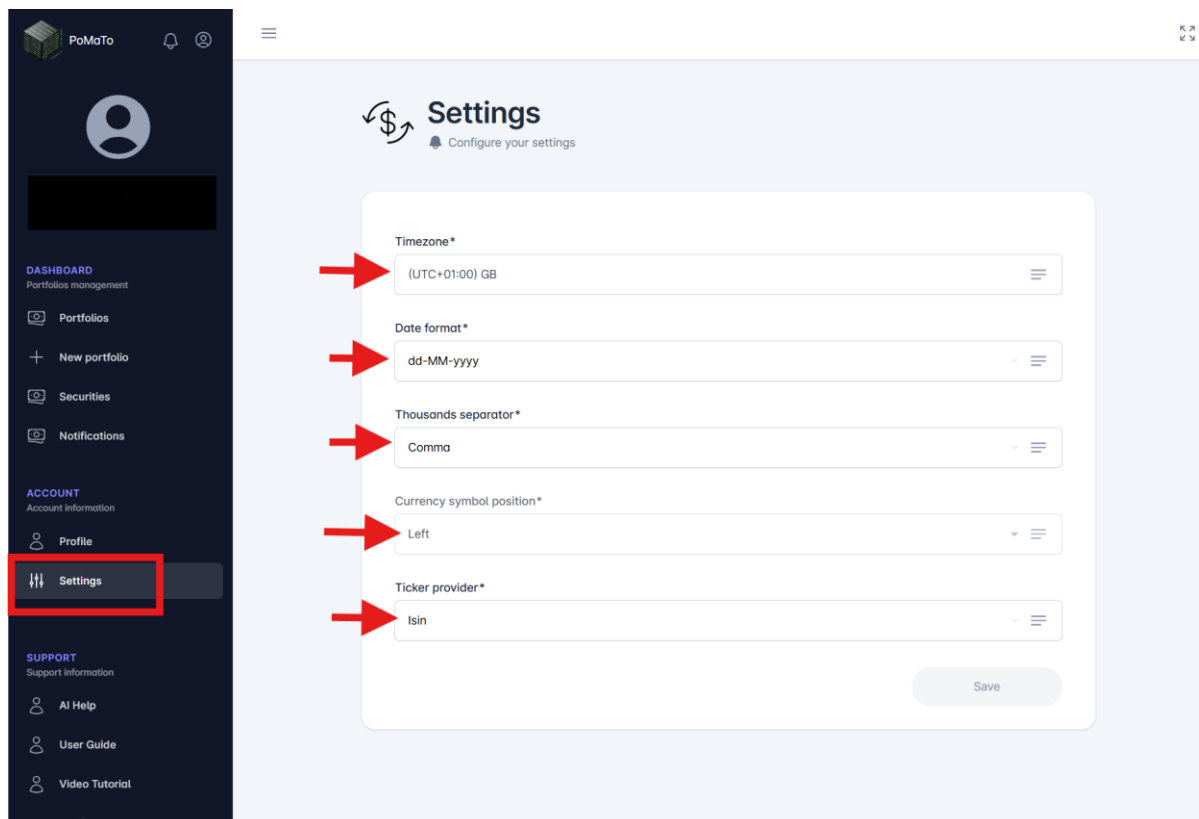 PoMaTo
DASHBOARD
Portfolios management
Portfolios
New portfolio
Securities
Notifications
ACCOUNT
Account information
Profile
Settings
SUPPORT
Support information
AI Help
User Guide
Video Tutorial
Settings
Configure your settings
Timezone*
(UTC+01:00) GB
Date format*
dd-MM-yyyy
Thousands separator*
Comma
Currency symbol position*
Left
Ticker provider*
Isin
Save